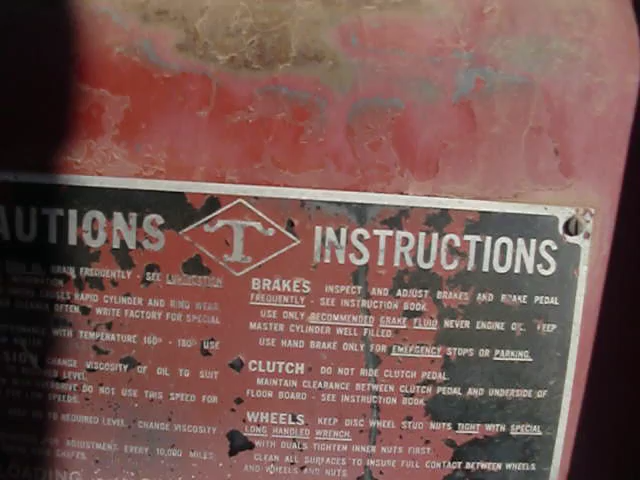 AUTIONS T INSTRUCTIONS
DRAIN FREQUENTLY - SEE LUBRICATION
CAUSES RAPID CYLINDER AND RING WEAR.
OFTEN. WRITE FACTORY FOR SPECIAL
WITH TEMPERATURE 160° - 180° USE
CHANGE VISCOSITY OF OIL TO SUIT
LEVEL
DO NOT USE THIS SPEED FOR
SPEEDS.
TO REQUIRED LEVEL. CHANGE VISCOSITY
ADJUSTMENT EVERY 10,000 MILES
LOADING
BRAKES INSPECT AND ADJUST BRAKES AND BRAKE PEDAL
FREQUENTLY - SEE INSTRUCTION BOOK
USE ONLY RECOMMENDED BRAKE FLUID NEVER ENGINE OIL. KEEP
MASTER CYLINDER WELL FILLED
USE HAND BRAKE ONLY FOR EMERGENCY STOPS OR PARKING.
CLUTCH DO NOT RIDE CLUTCH PEDAL
MAINTAIN CLEARANCE BETWEEN CLUTCH PEDAL AND UNDERSIDE OF
FLOOR BOARD - SEE INSTRUCTION BOOK
WHEELS KEEP DISC WHEEL STUD NUTS TIGHT WITH SPECIAL
LONG HANDLED WRENCH.
WITH DUALS TIGHTEN INNER NUTS FIRST.
CLEAN ALL SURFACES TO INSURE FULL CONTACT BETWEEN WHEELS
AND WHEELS AND NUTS